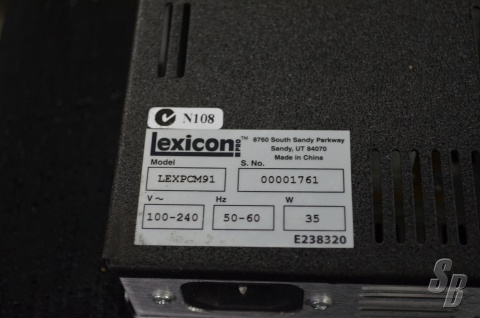 N108
lexicon PRO™
8760 South Sandy Parkway
Sandy, UT 84070
Made in China
Model S. No.
LEXPCM91 00001761
V ~ Hz W
100-240 50-60 35
E238320
SB